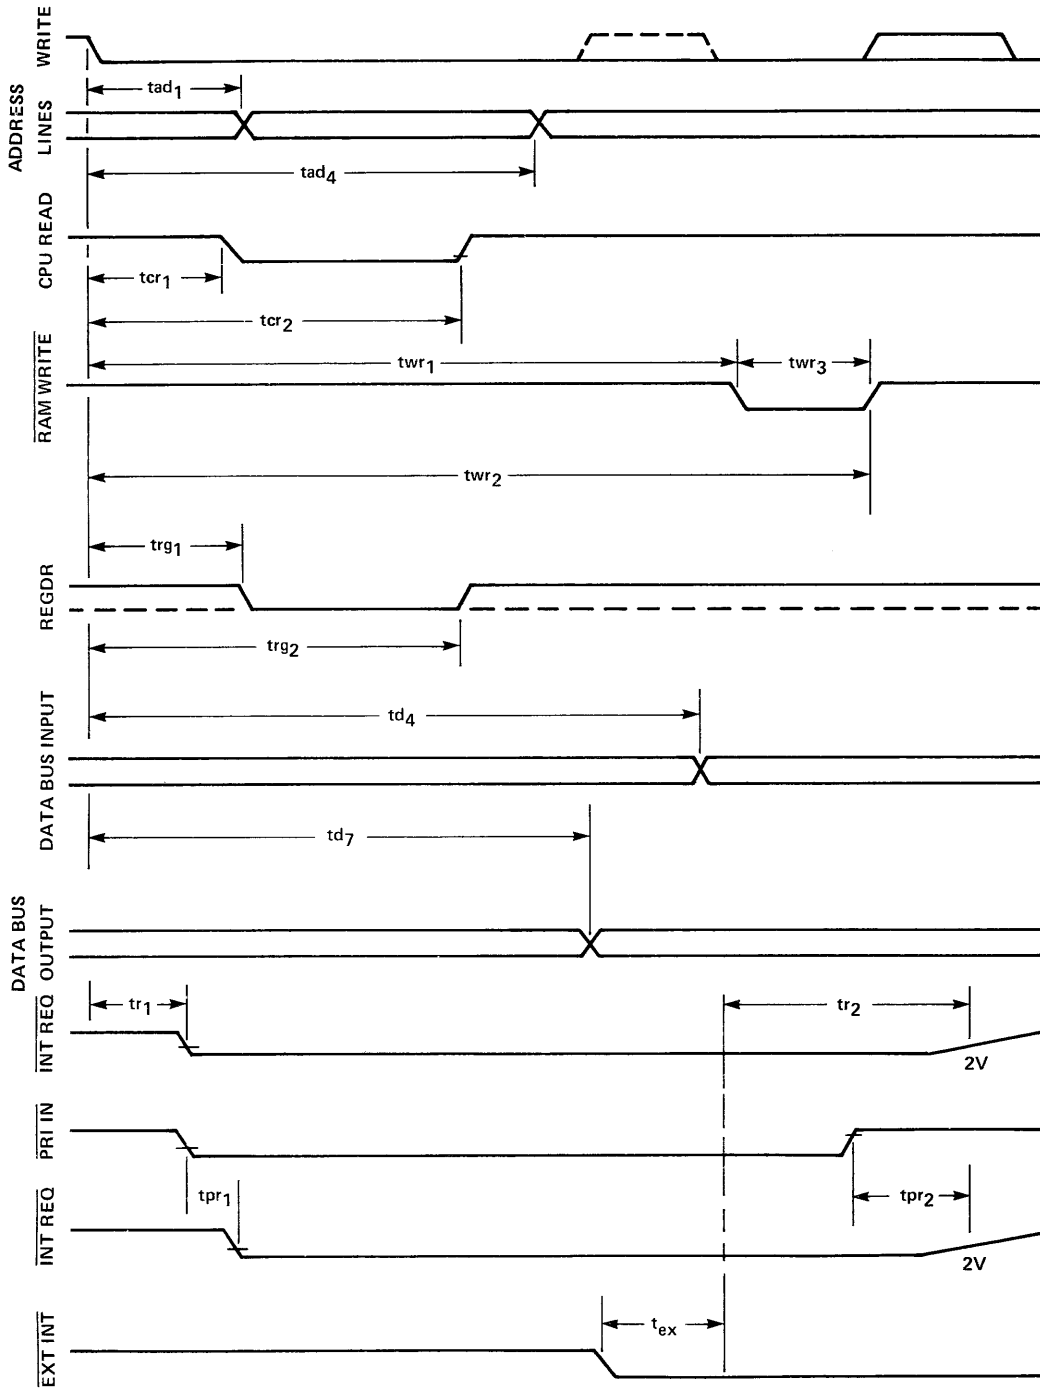 WRITE
tad1
ADDRESS
LINES
tad4
CPU READ
tcr1
tcr2
RAM WRITE
twr1
twr3
twr2
trg1
REGDR
trg2
td4
DATA BUS INPUT
td7
DATA BUS
OUTPUT
tr1
tr2
INT REQ
2V
PRI IN
tpr1
tpr2
INT REQ
2V
tex
EXT INT